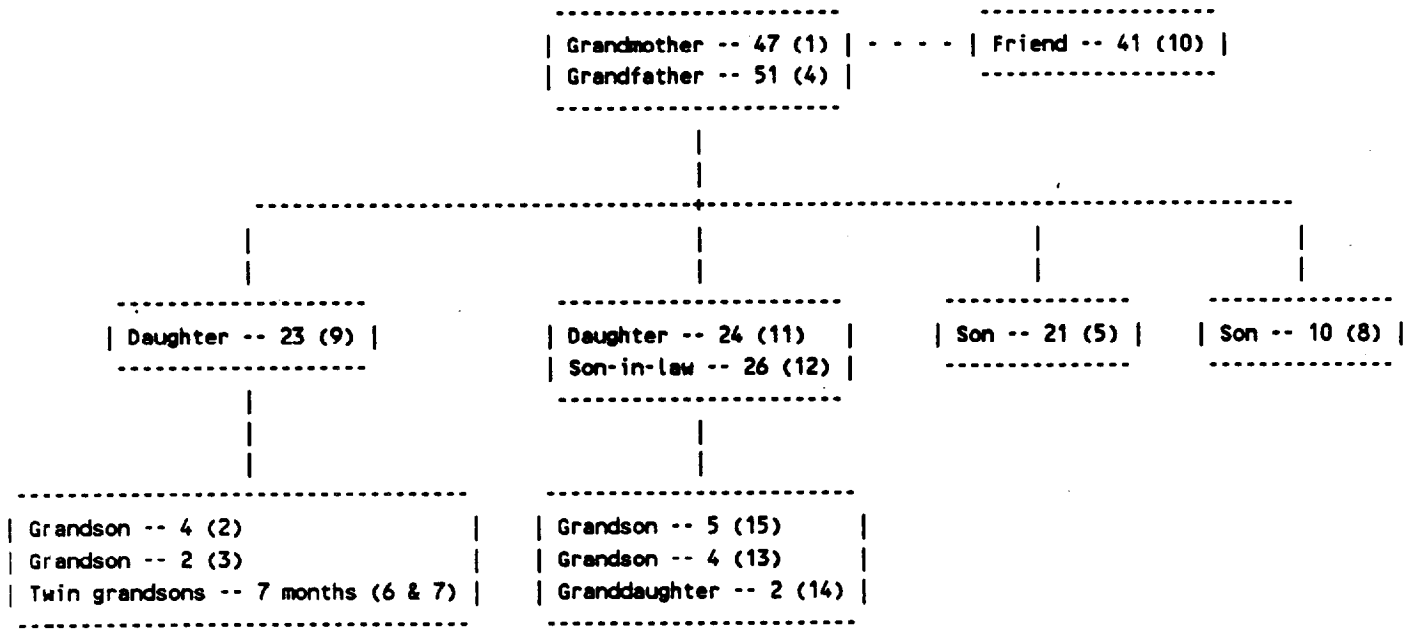 Grandmother -- 47 (1)
Friend -- 41 (10)
Grandfather -- 51 (4)
Daughter -- 23 (9)
Daughter -- 24 (11)
Son-in-law -- 26 (12)
Son -- 21 (5)
Son -- 10 (8)
Grandson -- 4 (2)
Grandson -- 2 (3)
Twin grandsons -- 7 months (6 & 7)
Grandson -- 5 (15)
Grandson -- 4 (13)
Granddaughter -- 2 (14)